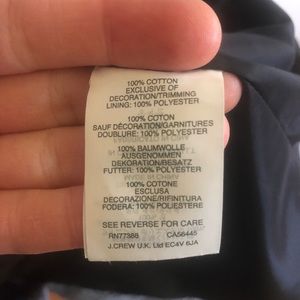 100% COTTON
EXCLUSIVE OF
DECORATION/TRIMMING
LINING: 100% POLYESTER
100% COTON
SAUF DÉCORATION/GARNITURES
DOUBLURE: 100% POLYESTER
100% BAUMWOLLE
AUSGENOMMEN
DEKORATION/BESATZ
FUTTER: 100% POLYESTER
100% COTONE
ESCLUSA
DECORAZIONE/RIFINITURA
FODERA: 100% POLIESTERE
SEE REVERSE FOR CARE
RN77388 CA56445
J.CREW U.K. Ltd EC4V 6JA